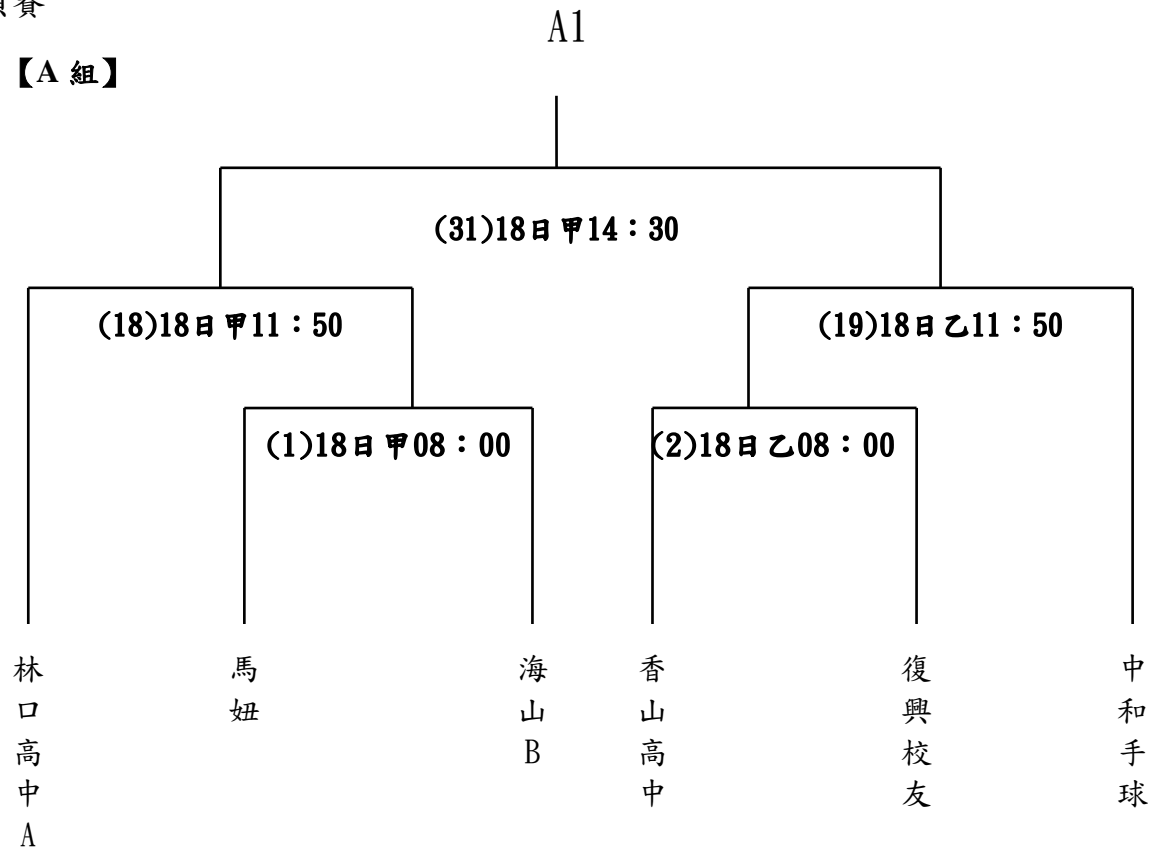 賽
A1
【A 組】
(31)18日甲14：30
(18)18日甲11：50
(19)18日乙11：50
(1)18日甲08：00
(2)18日乙08：00
林口高中A
馬妞
海山B
香山高中
復興校友
中和手球